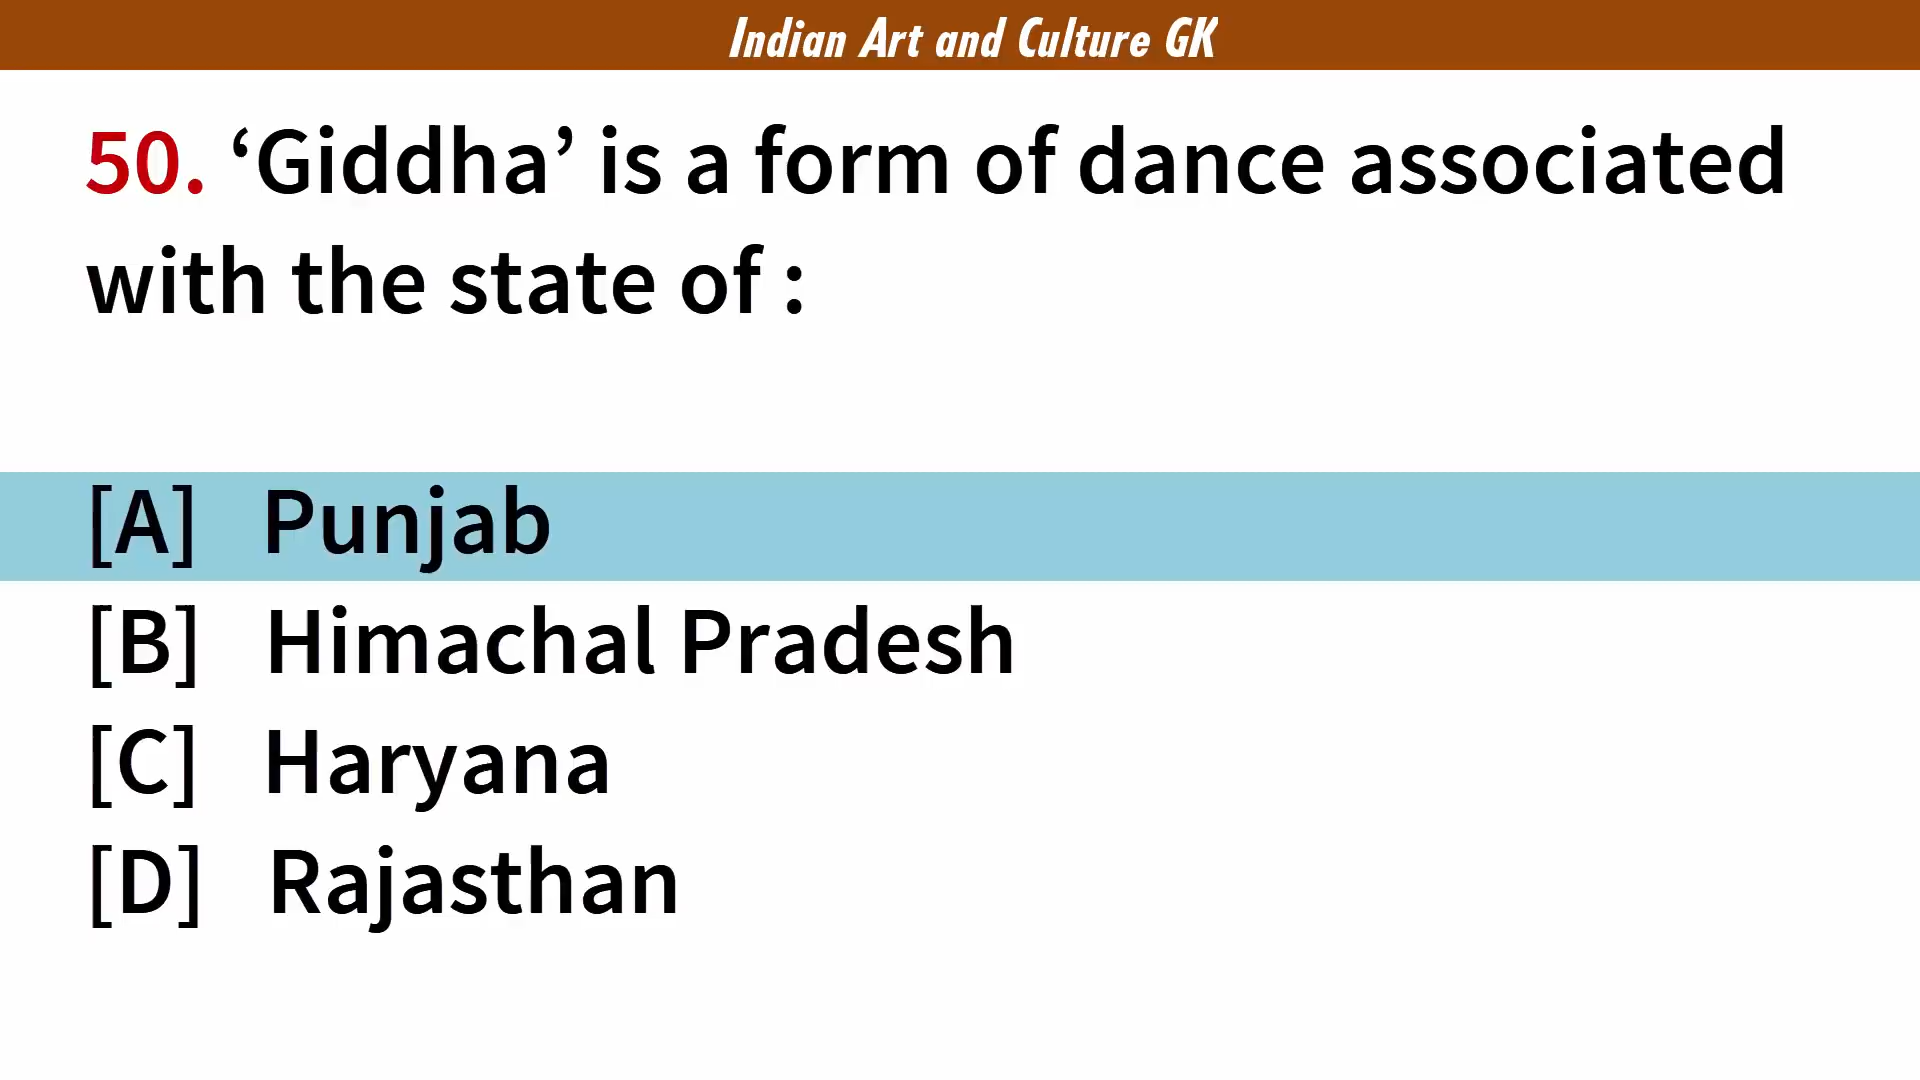 Indian Art and Culture GK
50. ‘Giddha’ is a form of dance associated
with the state of :
[A] Punjab
[B] Himachal Pradesh
[C] Haryana
[D] Rajasthan